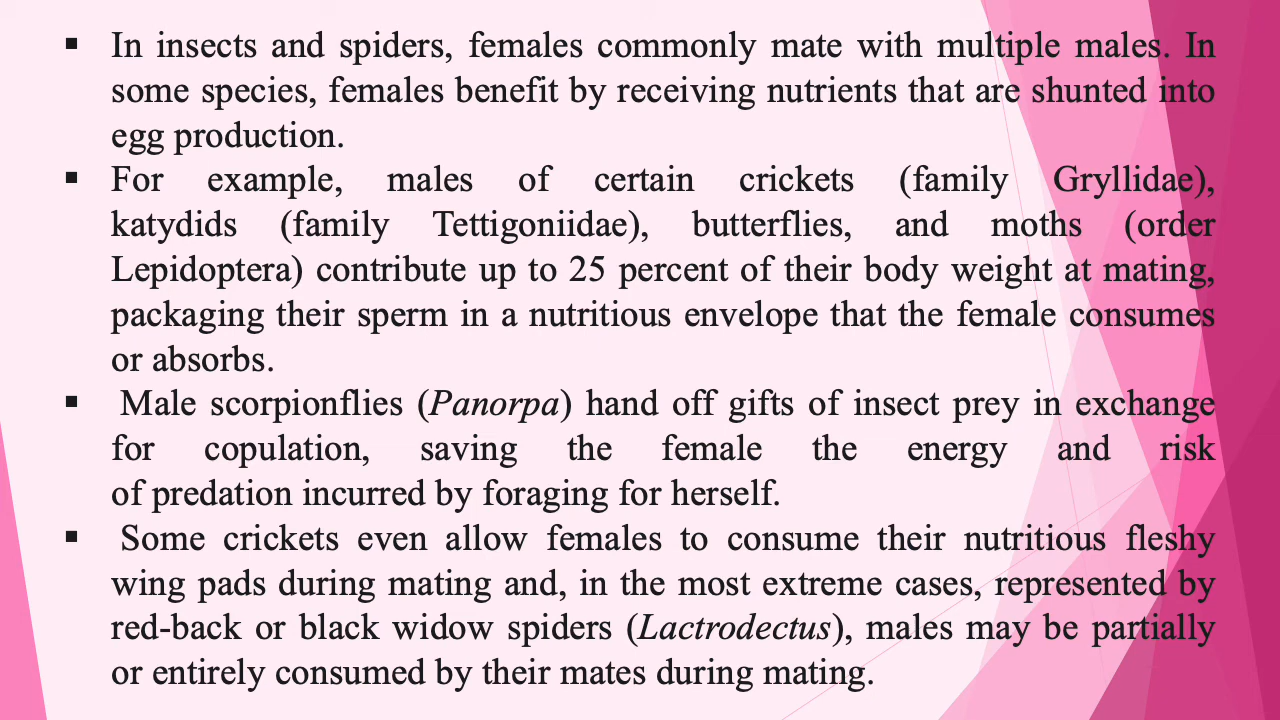 ▪ In insects and spiders, females commonly mate with multiple males. In
some species, females benefit by receiving nutrients that are shunted into
egg production.
▪ For example, males of certain crickets (family Gryllidae),
katydids (family Tettigoniidae), butterflies, and moths (order
Lepidoptera) contribute up to 25 percent of their body weight at mating,
packaging their sperm in a nutritious envelope that the female consumes
or absorbs.
▪ Male scorpionflies (Panorpa) hand off gifts of insect prey in exchange
for copulation, saving the female the energy and risk
of predation incurred by foraging for herself.
▪ Some crickets even allow females to consume their nutritious fleshy
wing pads during mating and, in the most extreme cases, represented by
red-back or black widow spiders (Lactrodectus), males may be partially
or entirely consumed by their mates during mating.